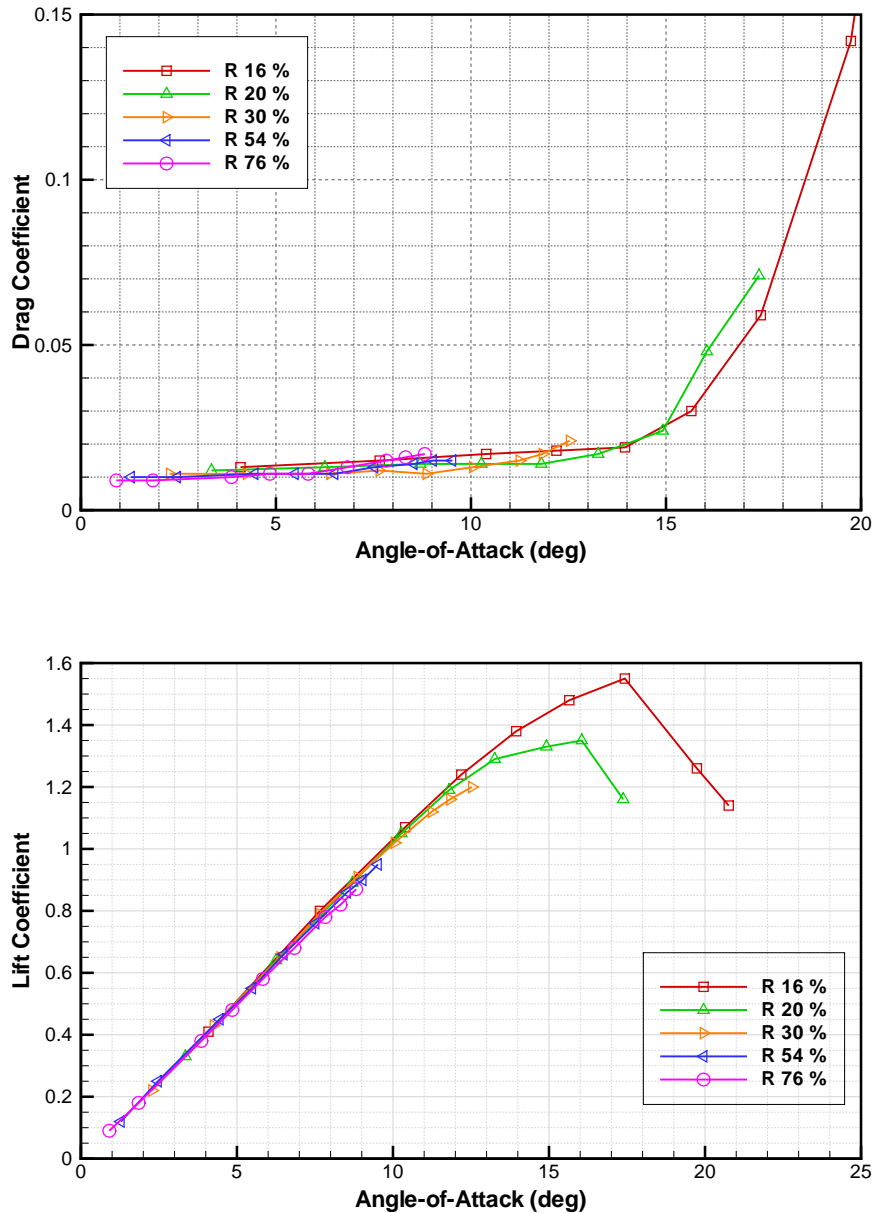 0.15
R 16 %
R 20 %
R 30 %
R 54 %
R 76 %
0.1
Drag Coefficient
0.05
0
0 5 10 15 20
Angle-of-Attack (deg)
1.6
1.4
1.2
1
Lift Coefficient
0.8
0.6
R 16 %
R 20 %
R 30 %
R 54 %
R 76 %
0.4
0.2
0
0 5 10 15 20 25
Angle-of-Attack (deg)